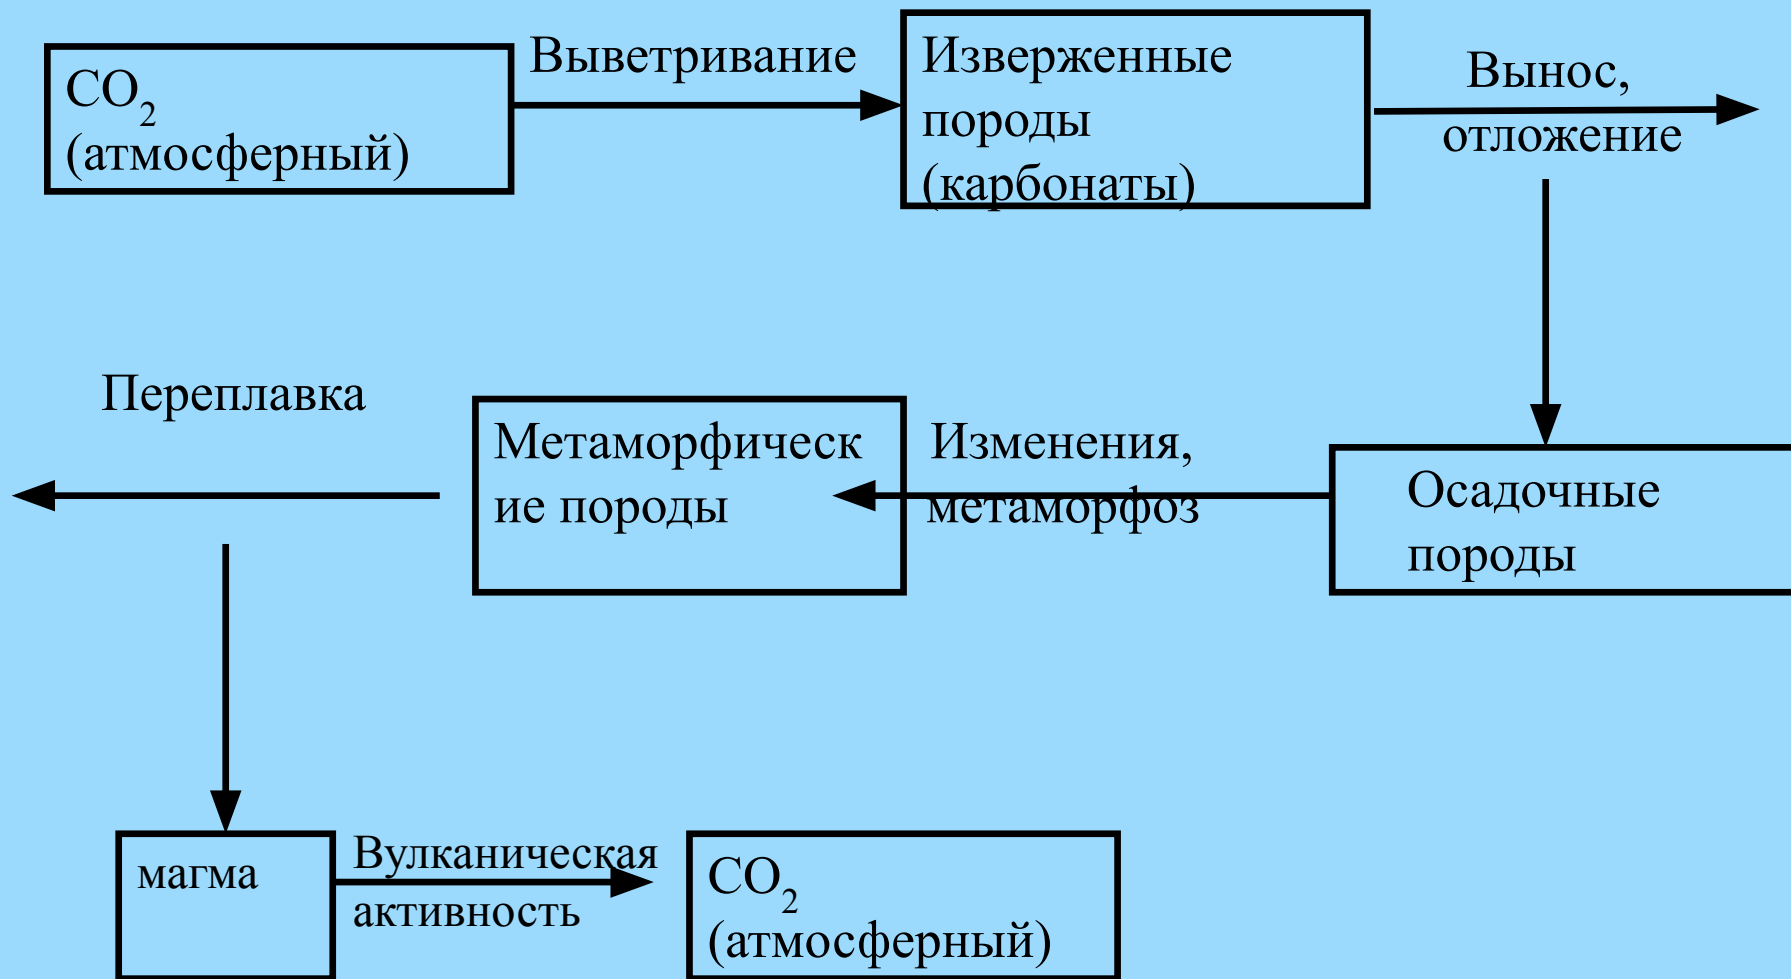 CO₂
(атмосферный)
Выветривание
Изверженные
породы
(карбонаты)
Вынос,
отложение
Переплавка
Метаморфическ
ие породы
Изменения,
метаморфоз
Осадочные
породы
магма
Вулканическая
активность
CO₂
(атмосферный)